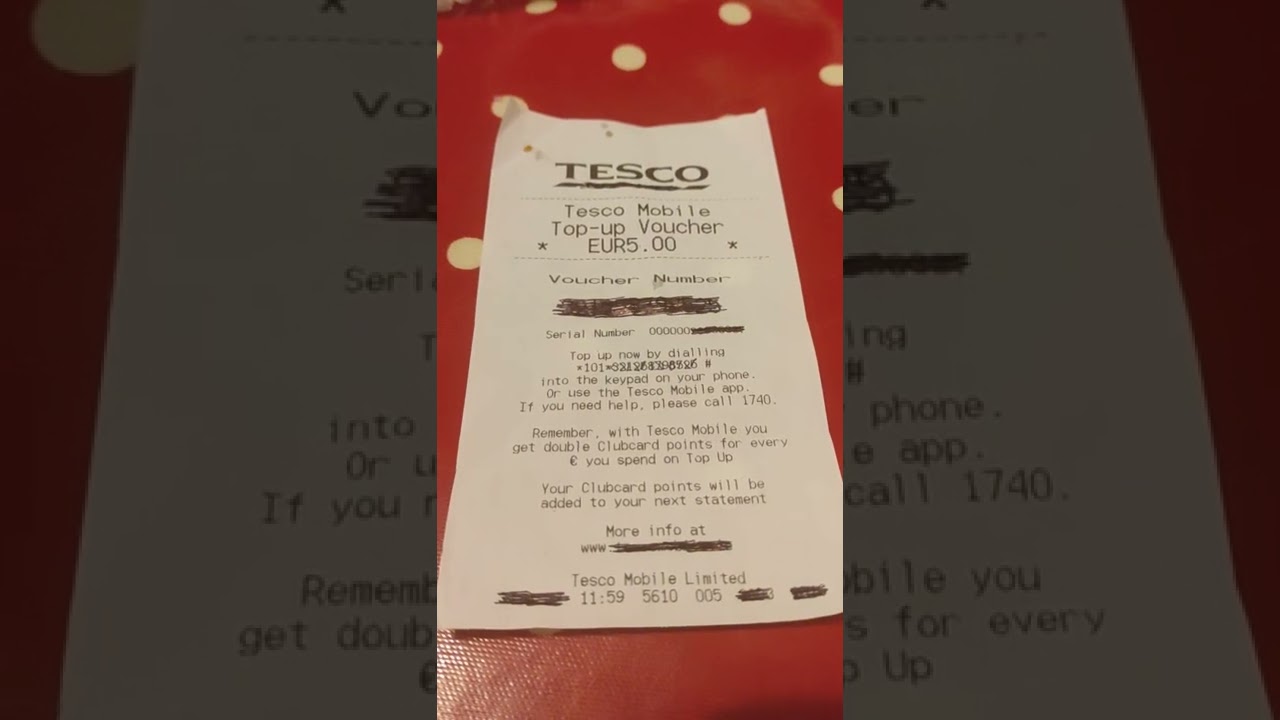 TESCO
Tesco Mobile
Top-up Voucher
* EUR5.00 *
Voucher Number
Serial Number 000000
Top up now by dialling
*101* #
into the keypad on your phone.
Or use the Tesco Mobile app.
If you need help, please call 1740.
Remember, with Tesco Mobile you
get double Clubcard points for every
€ you spend on Top Up
Your Clubcard points will be
added to your next statement
More info at
www
Tesco Mobile Limited
11:59 5610 005